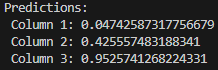 Predictions:
Column 1: 0.04742587317756679
Column 2: 0.425557483188341
Column 3: 0.9525741268224331